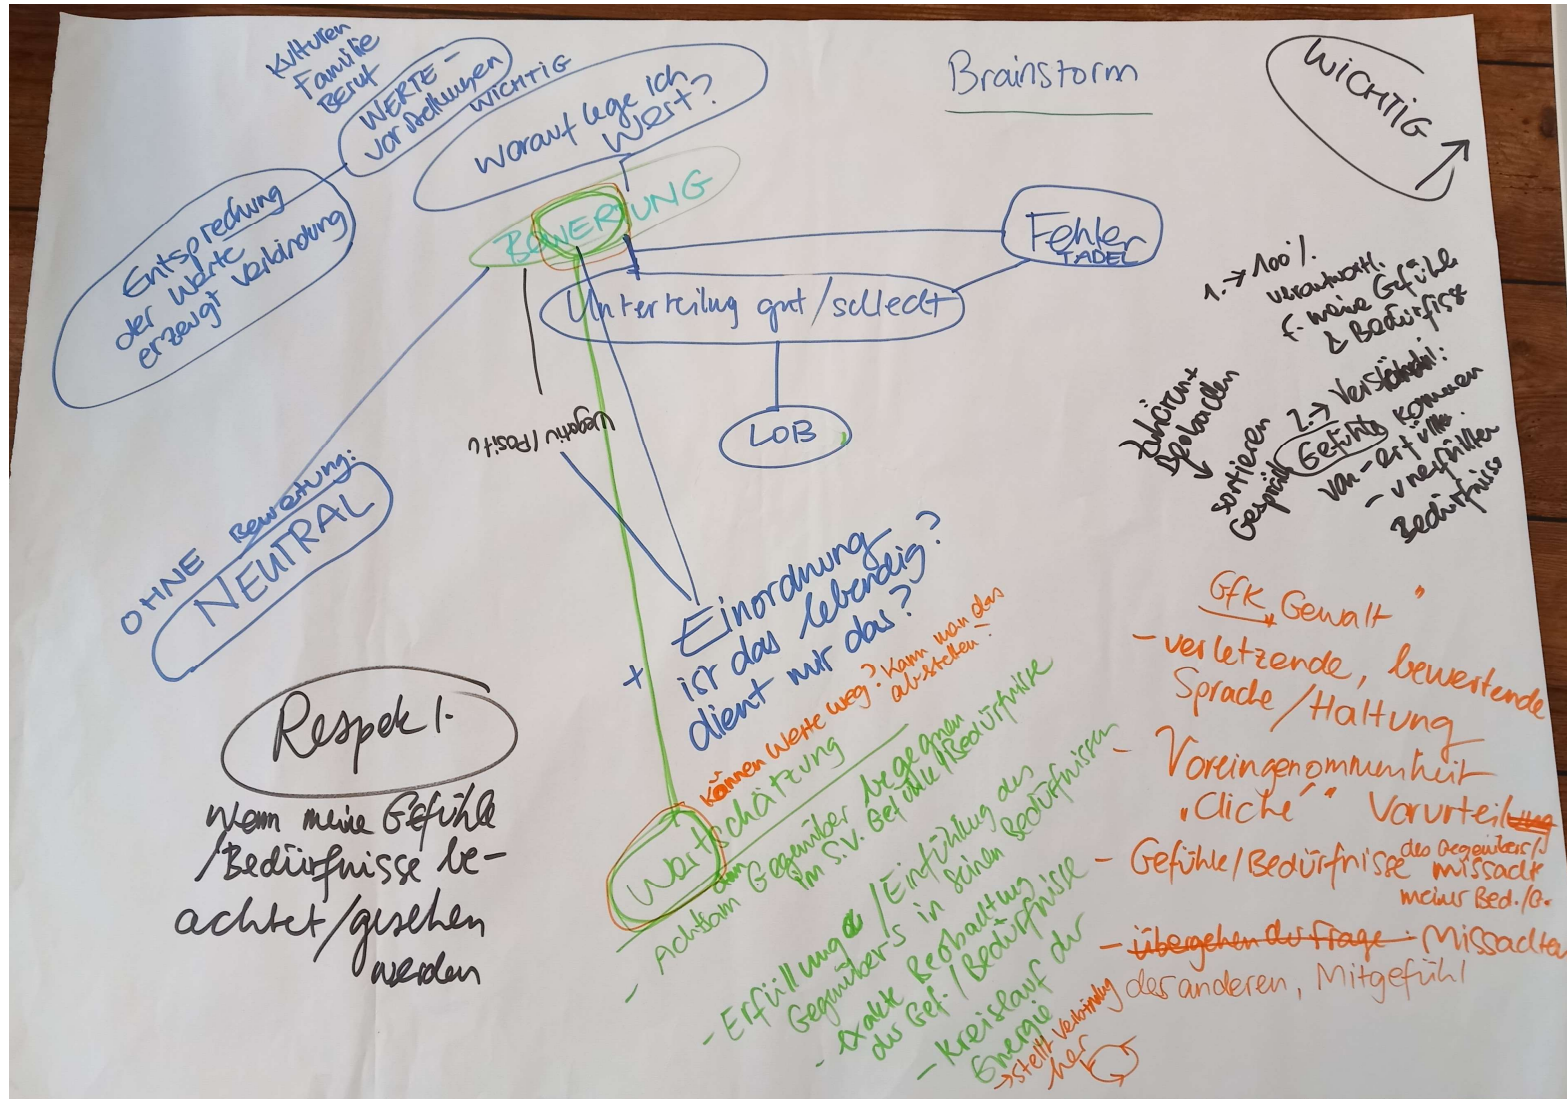 Brainstorm
WICHTIG
Kulturen
Familie
Beruf
WERTE-
vorstellungen
WICHTIG
worauf lege ich
Wert?
Entsprechung
der Werte
erzeugt Verbindung
BEWERTUNG
Fehler
TADEL
Unterteilung gut/schlecht
LOB
Negativ/Positiv
OHNE Bewertung:
NEUTRAL
Einordnung
ist das lebendig?
dient mir das?
+
Können Werte weg? Kann man das
abstellen?
Wertschätzung
- Achtsam dem Gegenüber begegnen
im S.V. Gefühle/Bedürfnisse
- Erfüllung / Einfühlung des
Gegenüber's in seinen Bedürfnissen
- exakte Beobachtung
der Gef./Bedürfnisse
- Kreislauf der
Energie
→ stellt Verbindung
her
Respekt.
Wenn meine Gefühle
/Bedürfnisse be-
achtet/gesehen
werden
1. → 100%
verantwortl.
f. meine Gefühle
& Bedürfnisse
Zuhören+
Beobachten
sortieren
Gespräch
2. →
Gefühle kommen
von - erfüllten
- unerfüllten
Bedürfnisse
GfK Gewalt "
- verletzende, bewertende
Sprache/Haltung
- Voreingenommenheit
"Cliché" Vorurteil
- Gefühle/Bedürfnisse des Gegenübers/
missacht
meiner Bed./G.
- übergehen der Frage. Missachten
des anderen, Mitgefühl